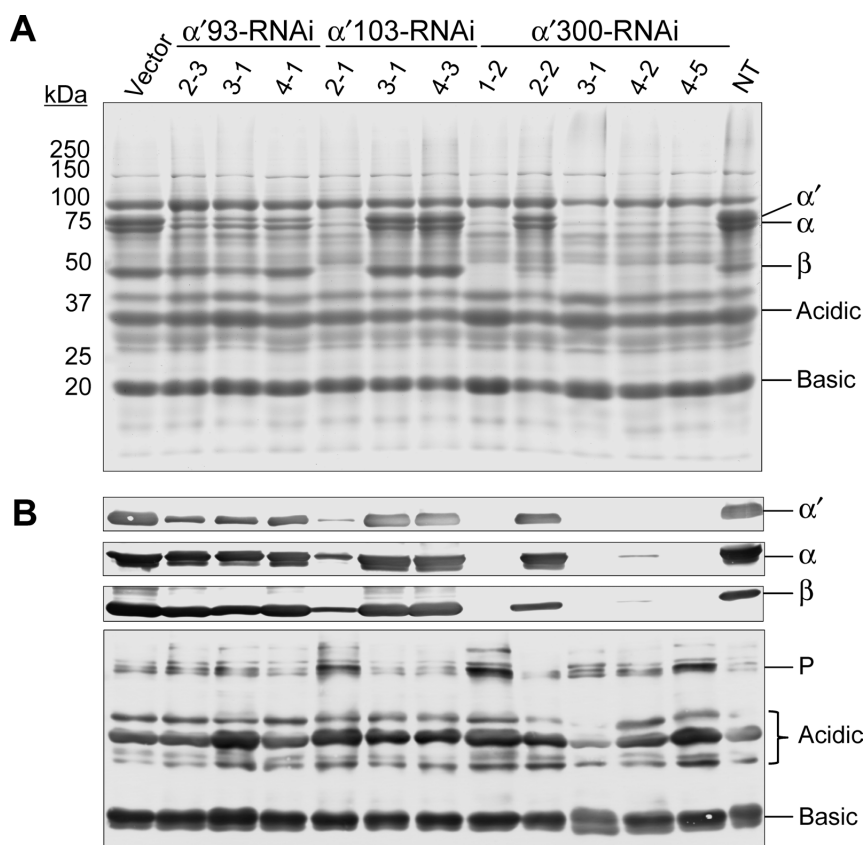 A
α′93-RNAi α′103-RNAi α′300-RNAi
Vector 2-3 3-1 4-1 2-1 3-1 4-3 1-2 2-2 3-1 4-2 4-5 NT
kDa
250
150
100
75
50
37
25
20
α′
α
β
Acidic
Basic
B
α′
α
β
P
Acidic
Basic